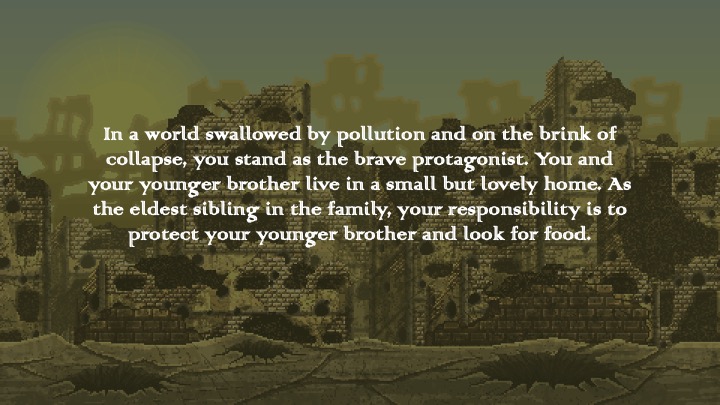 In a world swallowed by pollution and on the brink of
collapse, you stand as the brave protagonist. You and
your younger brother live in a small but lovely home. As
the eldest sibling in the family, your responsibility is to
protect your younger brother and look for food.